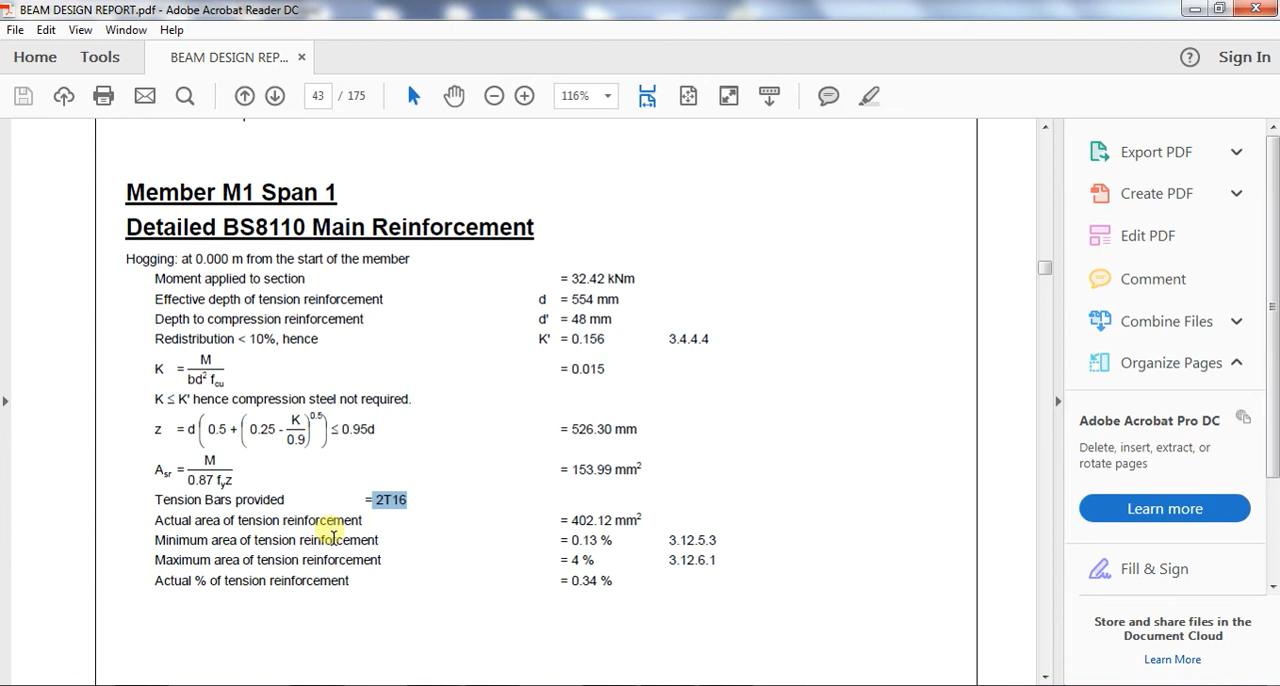 BEAM DESIGN REPORT.pdf - Adobe Acrobat Reader DC
File Edit View Window Help
Home Tools BEAM DESIGN REP... × Sign In
43 / 175 116%
Member M1 Span 1
Detailed BS8110 Main Reinforcement
Hogging: at 0.000 m from the start of the member
Moment applied to section = 32.42 kNm
Effective depth of tension reinforcement d = 554 mm
Depth to compression reinforcement d' = 48 mm
Redistribution < 10%, hence K' = 0.156 3.4.4.4
K = M / bd² fcu = 0.015
K ≤ K' hence compression steel not required.
z = d ( 0.5 + ( 0.25 - K / 0.9 )^0.5 ) ≤ 0.95d = 526.30 mm
Asr = M / 0.87 fyz = 153.99 mm²
Tension Bars provided = 2T16
Actual area of tension reinforcement = 402.12 mm²
Minimum area of tension reinforcement = 0.13 % 3.12.5.3
Maximum area of tension reinforcement = 4 % 3.12.6.1
Actual % of tension reinforcement = 0.34 %
Export PDF
Create PDF
Edit PDF
Comment
Combine Files
Organize Pages
Adobe Acrobat Pro DC
Delete, insert, extract, or
rotate pages
Learn more
Fill & Sign
Store and share files in the
Document Cloud
Learn More